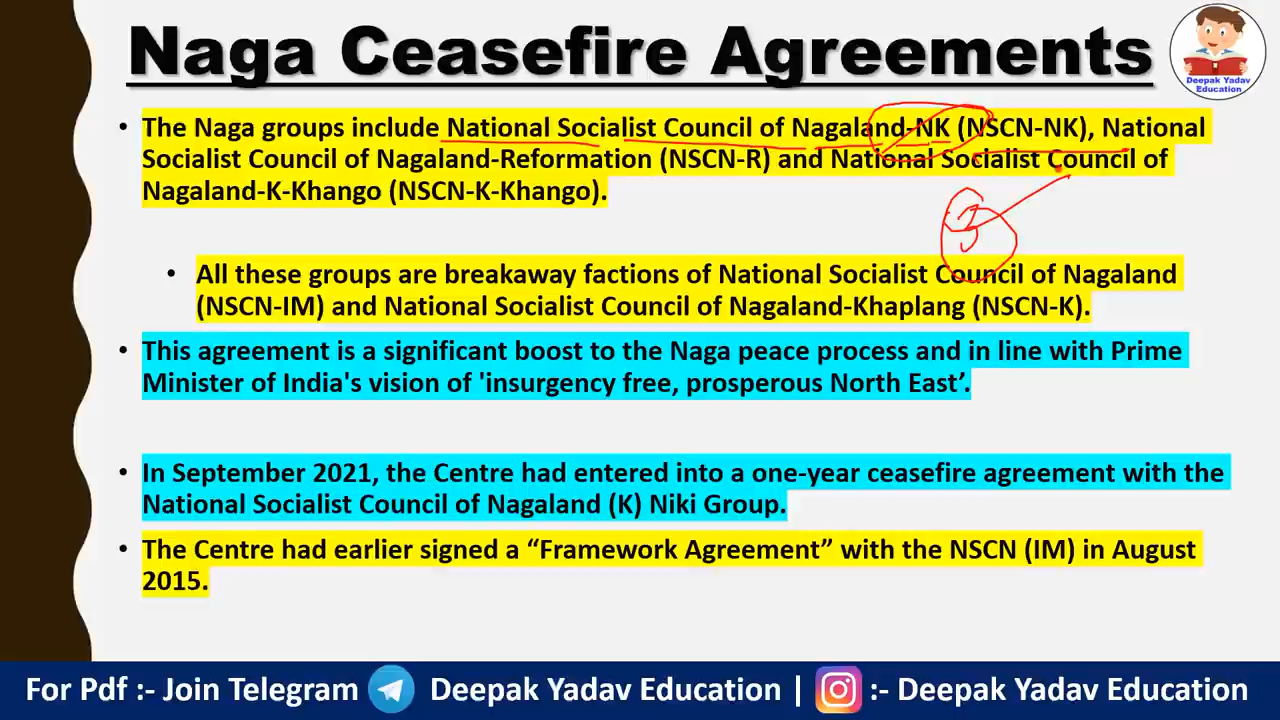 Naga Ceasefire Agreements
Deepak Yadav
Education
• The Naga groups include National Socialist Council of Nagaland-NK (NSCN-NK), National
Socialist Council of Nagaland-Reformation (NSCN-R) and National Socialist Council of
Nagaland-K-Khango (NSCN-K-Khango).
• All these groups are breakaway factions of National Socialist Council of Nagaland
(NSCN-IM) and National Socialist Council of Nagaland-Khaplang (NSCN-K).
• This agreement is a significant boost to the Naga peace process and in line with Prime
Minister of India's vision of 'insurgency free, prosperous North East’.
• In September 2021, the Centre had entered into a one-year ceasefire agreement with the
National Socialist Council of Nagaland (K) Niki Group.
• The Centre had earlier signed a “Framework Agreement” with the NSCN (IM) in August
2015.
For Pdf :- Join Telegram Deepak Yadav Education | :- Deepak Yadav Education